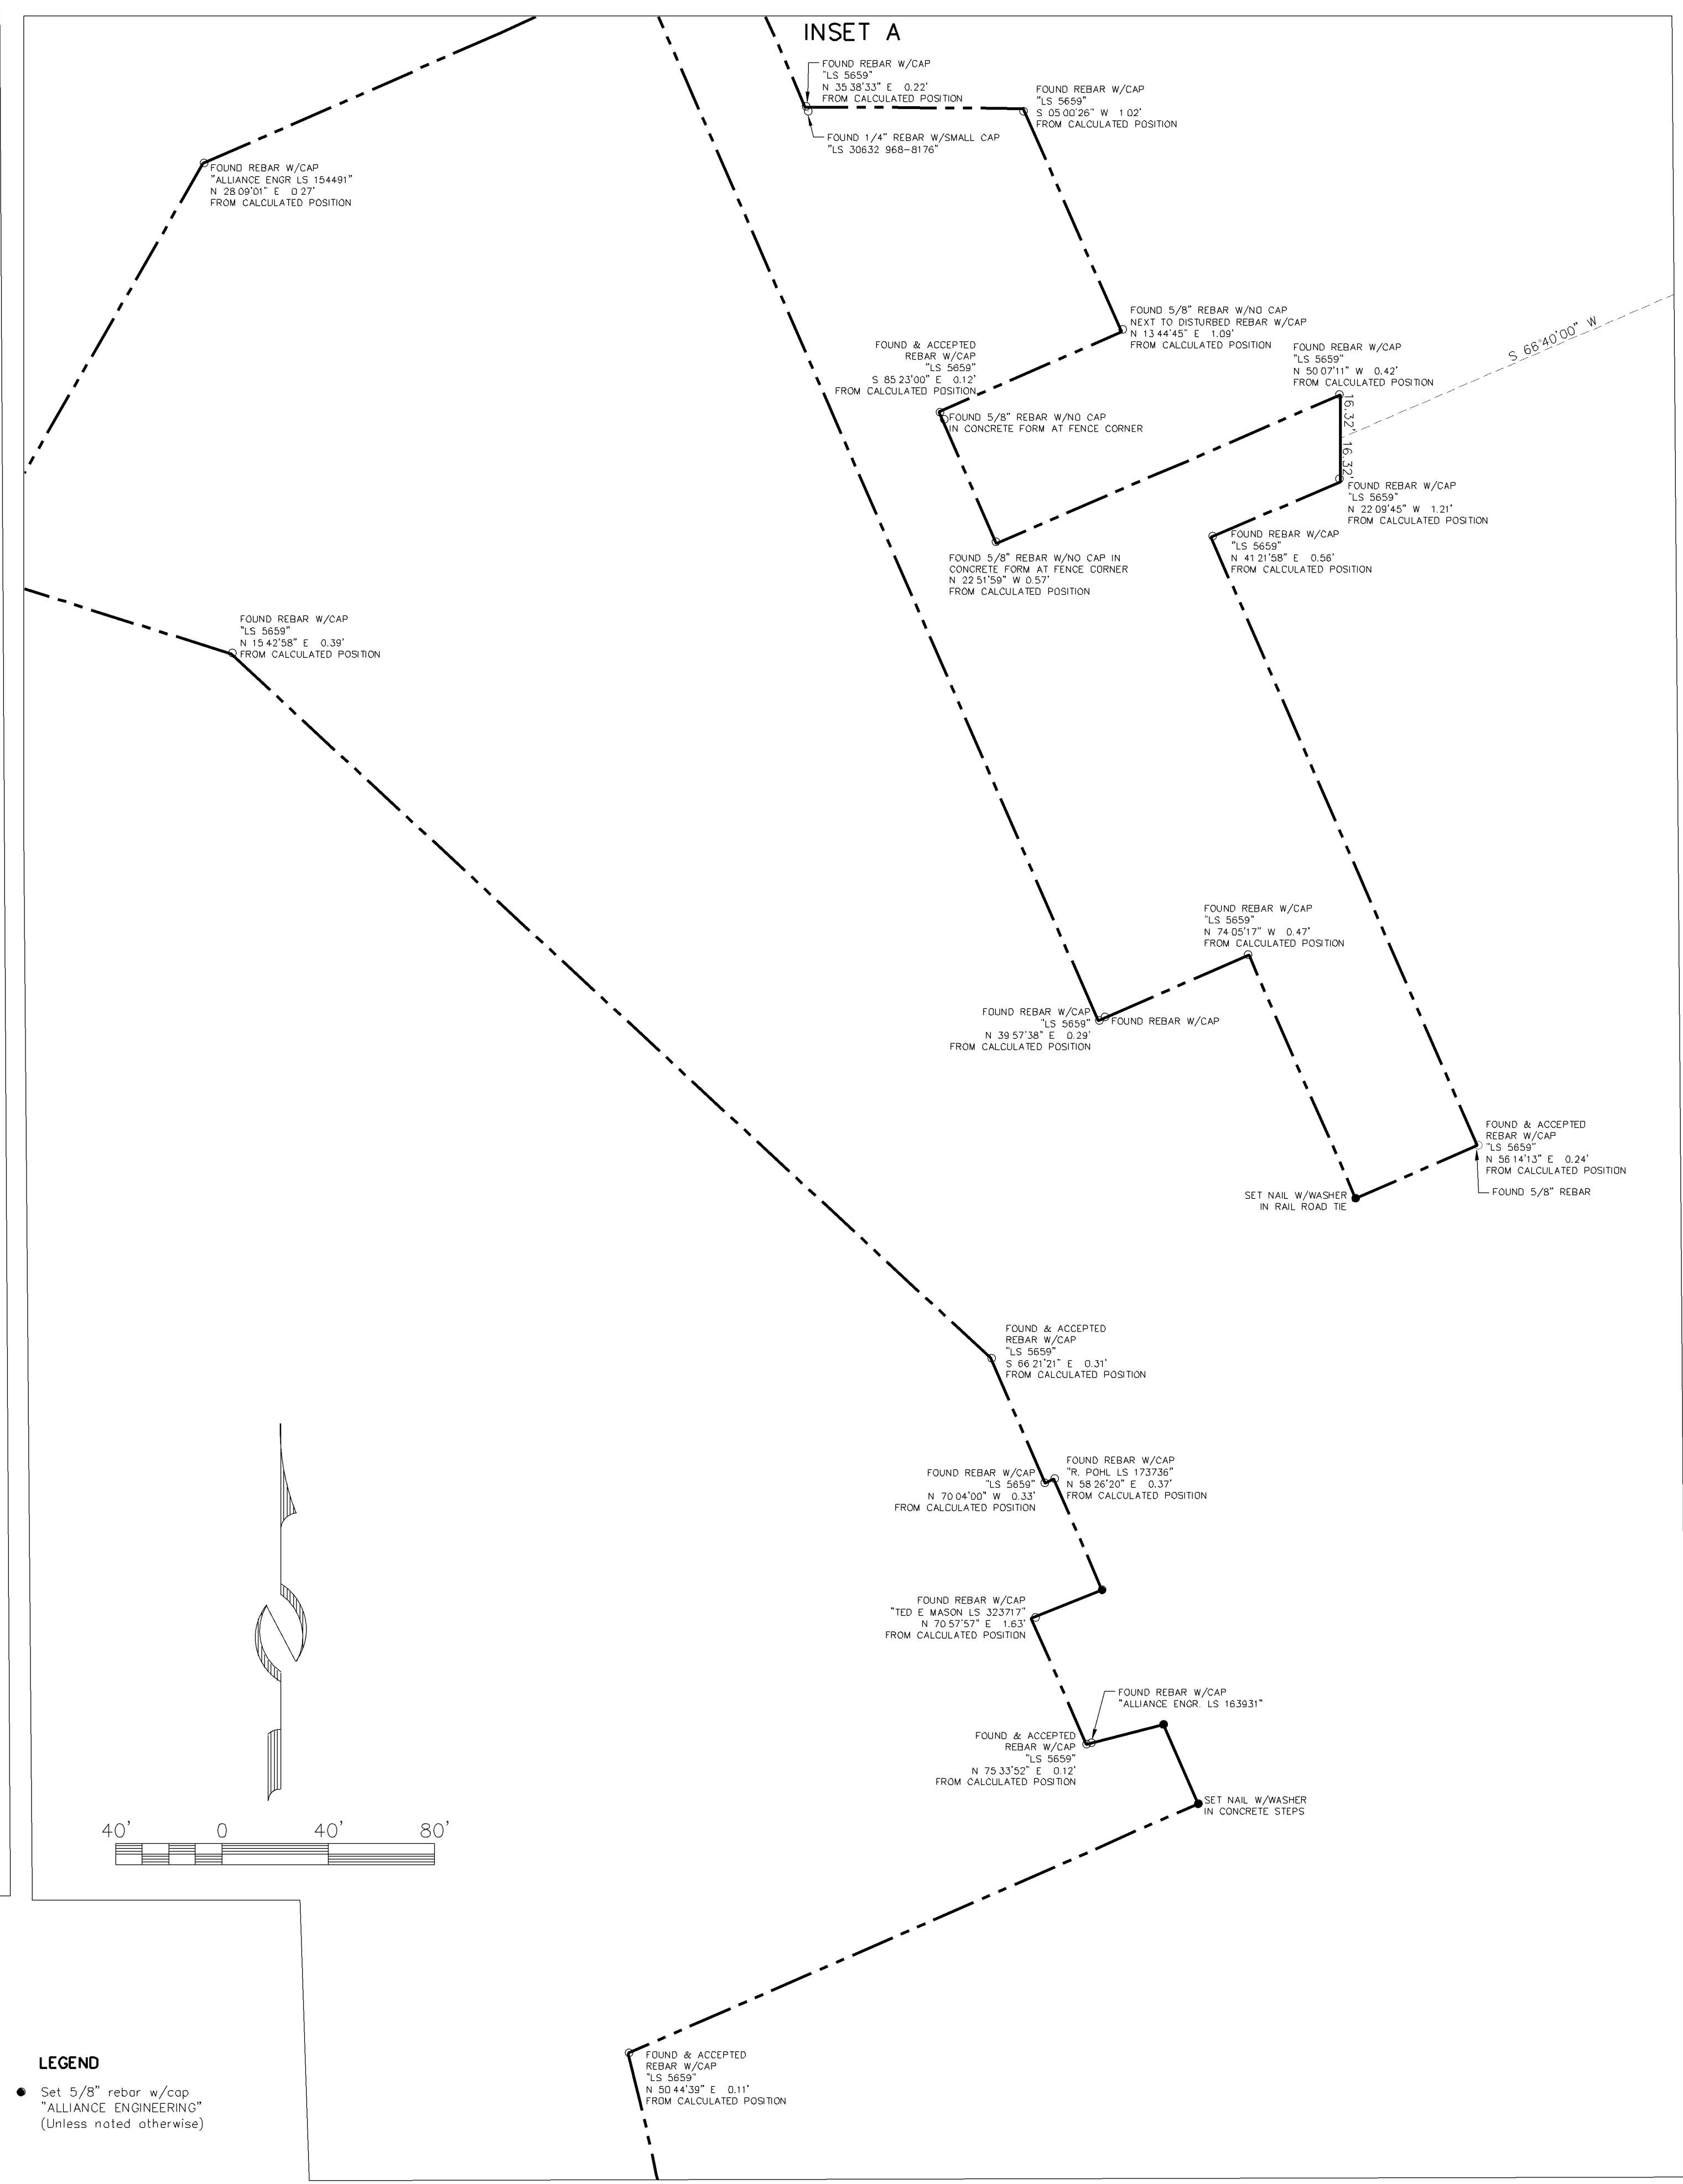 INSET A
FOUND REBAR W/CAP
"LS 5659"
N 35 38'33" E 0.22'
FROM CALCULATED POSITION
FOUND REBAR W/CAP
"LS 5659"
S 05 00'26" W 1 02'
FROM CALCULATED POSITION
FOUND 1/4" REBAR W/SMALL CAP
"LS 30632 968-8176"
FOUND REBAR W/CAP
"ALLIANCE ENGR LS 154491"
N 28 09'01" E 0 27'
FROM CALCULATED POSITION
FOUND 5/8" REBAR W/NO CAP
NEXT TO DISTURBED REBAR W/CAP
N 13 44'45" E 1.09'
FROM CALCULATED POSITION
S 66°40'00" W
FOUND & ACCEPTED
REBAR W/CAP
"LS 5659"
S 85 23'00" E 0.12'
FROM CALCULATED POSITION
FOUND REBAR W/CAP
"LS 5659"
N 50 07'11" W 0.42'
FROM CALCULATED POSITION
16.32'
16.32'
FOUND 5/8" REBAR W/NO CAP
IN CONCRETE FORM AT FENCE CORNER
FOUND REBAR W/CAP
"LS 5659"
N 22 09'45" W 1.21'
FROM CALCULATED POSITION
FOUND REBAR W/CAP
"LS 5659"
N 41 21'58" E 0.56'
FROM CALCULATED POSITION
FOUND 5/8" REBAR W/NO CAP IN
CONCRETE FORM AT FENCE CORNER
N 22 51'59" W 0.57'
FROM CALCULATED POSITION
FOUND REBAR W/CAP
"LS 5659"
N 15 42'58" E 0.39'
FROM CALCULATED POSITION
FOUND REBAR W/CAP
"LS 5659"
N 74 05'17" W 0.47'
FROM CALCULATED POSITION
FOUND REBAR W/CAP
"LS 5659"
N 39 57'38" E 0.29'
FROM CALCULATED POSITION
FOUND REBAR W/CAP
FOUND & ACCEPTED
REBAR W/CAP
"LS 5659"
N 56 14'13" E 0.24'
FROM CALCULATED POSITION
FOUND 5/8" REBAR
SET NAIL W/WASHER
IN RAIL ROAD TIE
FOUND & ACCEPTED
REBAR W/CAP
"LS 5659"
S 66 21'21" E 0.31'
FROM CALCULATED POSITION
FOUND REBAR W/CAP
"R. POHL LS 173736"
N 58 26'20" E 0.37'
FROM CALCULATED POSITION
FOUND REBAR W/CAP
"LS 5659"
N 70 04'00" W 0.33'
FROM CALCULATED POSITION
FOUND REBAR W/CAP
"TED E MASON LS 323717"
N 70 57'57" E 1.63'
FROM CALCULATED POSITION
FOUND REBAR W/CAP
"ALLIANCE ENGR. LS 163931"
FOUND & ACCEPTED
REBAR W/CAP
"LS 5659"
N 75 33'52" E 0.12'
FROM CALCULATED POSITION
SET NAIL W/WASHER
IN CONCRETE STEPS
40' 0 40' 80'
FOUND & ACCEPTED
REBAR W/CAP
"LS 5659"
N 50 44'39" E 0.11'
FROM CALCULATED POSITION
LEGEND
Set 5/8" rebar w/cap
"ALLIANCE ENGINEERING"
(Unless noted otherwise)